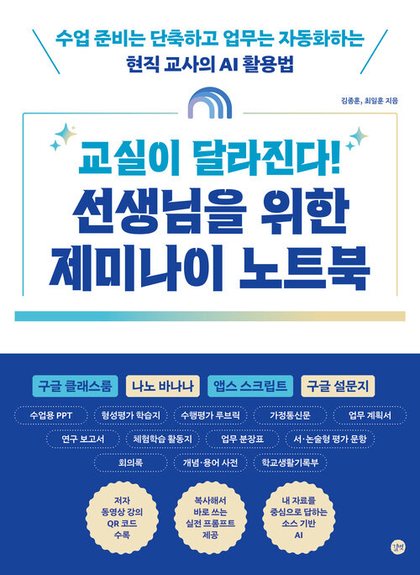 수업 준비는 단축하고 업무는 자동화하는
현직 교사의 AI 활용법
김종훈, 최일훈 지음
교실이 달라진다!
선생님을 위한
제미나이 노트북
구글 클래스룸 나노 바나나 앱스 스크립트 구글 설문지
수업용 PPT 형성평가 학습지 수행평가 루브릭 가정통신문 업무 계획서
연구 보고서 체험학습 활동지 업무 분장표 서·논술형 평가 문항
회의록 개념·용어 사전 학교생활기록부
저자
동영상 강의
QR 코드
수록
복사해서
바로 쓰는
실전 프롬프트
제공
내 자료를
중심으로 답하는
소스 기반
AI
길벗